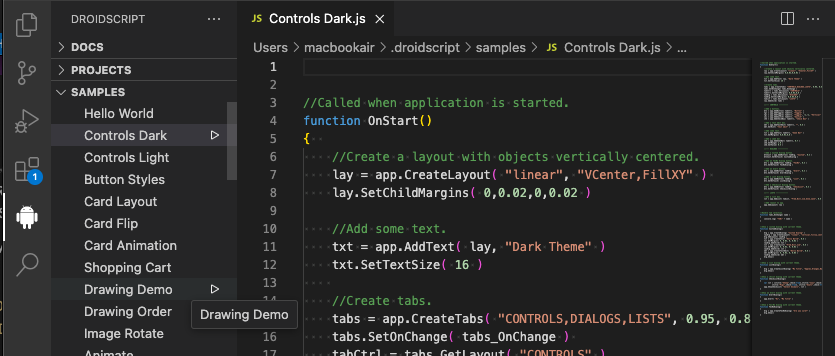 DROIDSCRIPT ···
DOCS
PROJECTS
SAMPLES
Hello World
Controls Dark
Controls Light
Button Styles
Card Layout
Card Flip
Card Animation
Shopping Cart
Drawing Demo
Drawing Order
Image Rotate
Animate
Drawing Demo
1
JS Controls Dark.js ×
Users > macbookair > .droidscript > samples > JS Controls Dark.js > ...
1
2
3 //Called when application is started.
4 function OnStart()
5 {
6 //Create a layout with objects vertically centered.
7 lay = app.CreateLayout( "linear", "VCenter,FillXY" )
8 lay.SetChildMargins( 0,0.02,0,0.02 )
9
10 //Add some text.
11 txt = app.AddText( lay, "Dark Theme" )
12 txt.SetTextSize( 16 )
13
14 //Create tabs.
15 tabs = app.CreateTabs( "CONTROLS,DIALOGS,LISTS", 0.95, 0.8
16 tabs.SetOnChange( tabs_OnChange )
17 tabCtrl = tabs.GetLayout( "CONTROLS" )